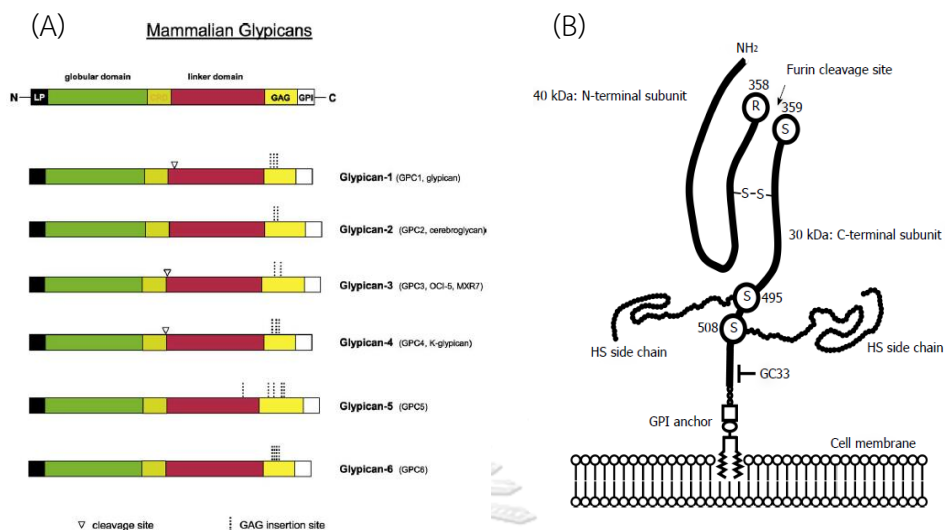 (A)
Mammalian Glypicans
globular domain linker domain
N LP CRD GAG GPI C
Glypican-1 (GPC1, glypican)
Glypican-2 (GPC2, cerebroglycan)
Glypican-3 (GPC3, OCI-5, MXR7)
Glypican-4 (GPC4, K-glypican)
Glypican-5 (GPC5)
Glypican-6 (GPC6)
cleavage site GAG insertion site
(B)
NH2
Furin cleavage site
40 kDa: N-terminal subunit
358
R
359
S
S-S
30 kDa: C-terminal subunit
S 495
508 S
HS side chain
HS side chain
GC33
GPI anchor
Cell membrane